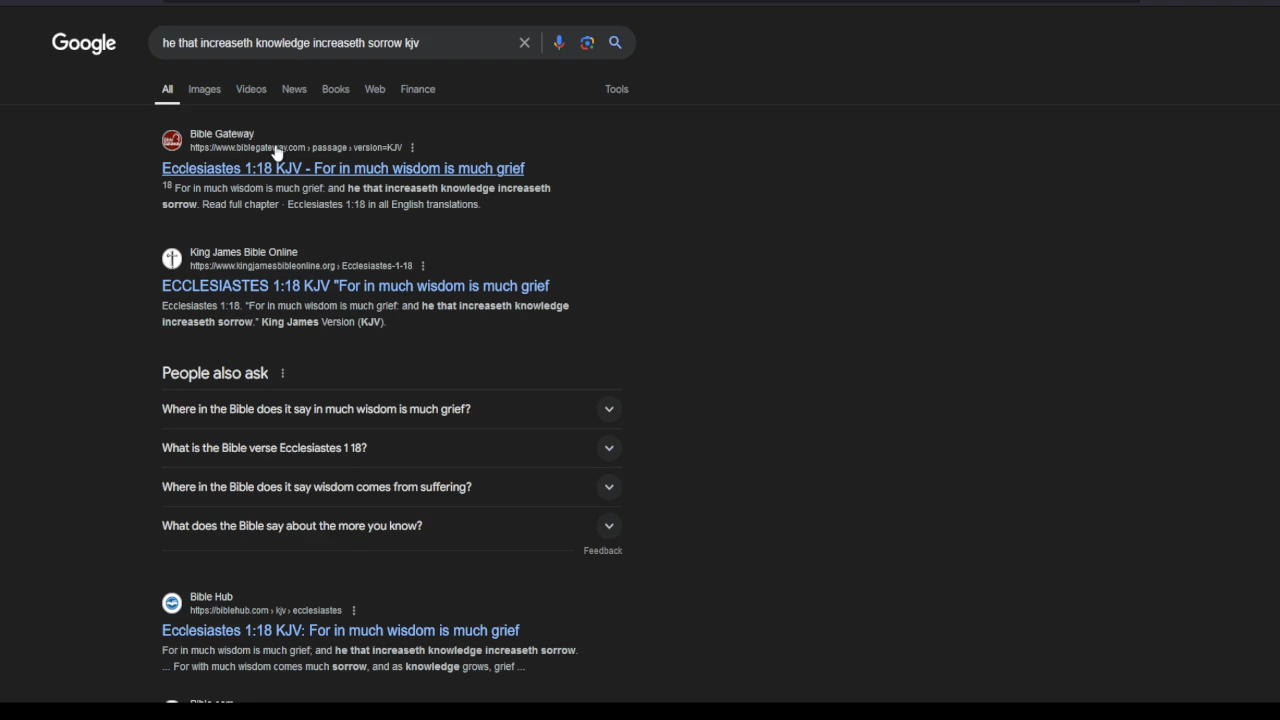 Google
he that increaseth knowledge increaseth sorrow kjv
All Images Videos News Books Web Finance Tools
Bible Gateway
https://www.biblegateway.com › passage › version=KJV
Ecclesiastes 1:18 KJV - For in much wisdom is much grief
18 For in much wisdom is much grief: and he that increaseth knowledge increaseth
sorrow. Read full chapter · Ecclesiastes 1:18 in all English translations.
King James Bible Online
https://www.kingjamesbibleonline.org › Ecclesiastes-1-18
ECCLESIASTES 1:18 KJV "For in much wisdom is much grief
Ecclesiastes 1:18. "For in much wisdom is much grief: and he that increaseth knowledge
increaseth sorrow." King James Version (KJV).
People also ask
Where in the Bible does it say in much wisdom is much grief?
What is the Bible verse Ecclesiastes 1 18?
Where in the Bible does it say wisdom comes from suffering?
What does the Bible say about the more you know?
Feedback
Bible Hub
https://biblehub.com › kjv › ecclesiastes
Ecclesiastes 1:18 KJV: For in much wisdom is much grief
For in much wisdom is much grief; and he that increaseth knowledge increaseth sorrow.
... For with much wisdom comes much sorrow, and as knowledge grows, grief ...